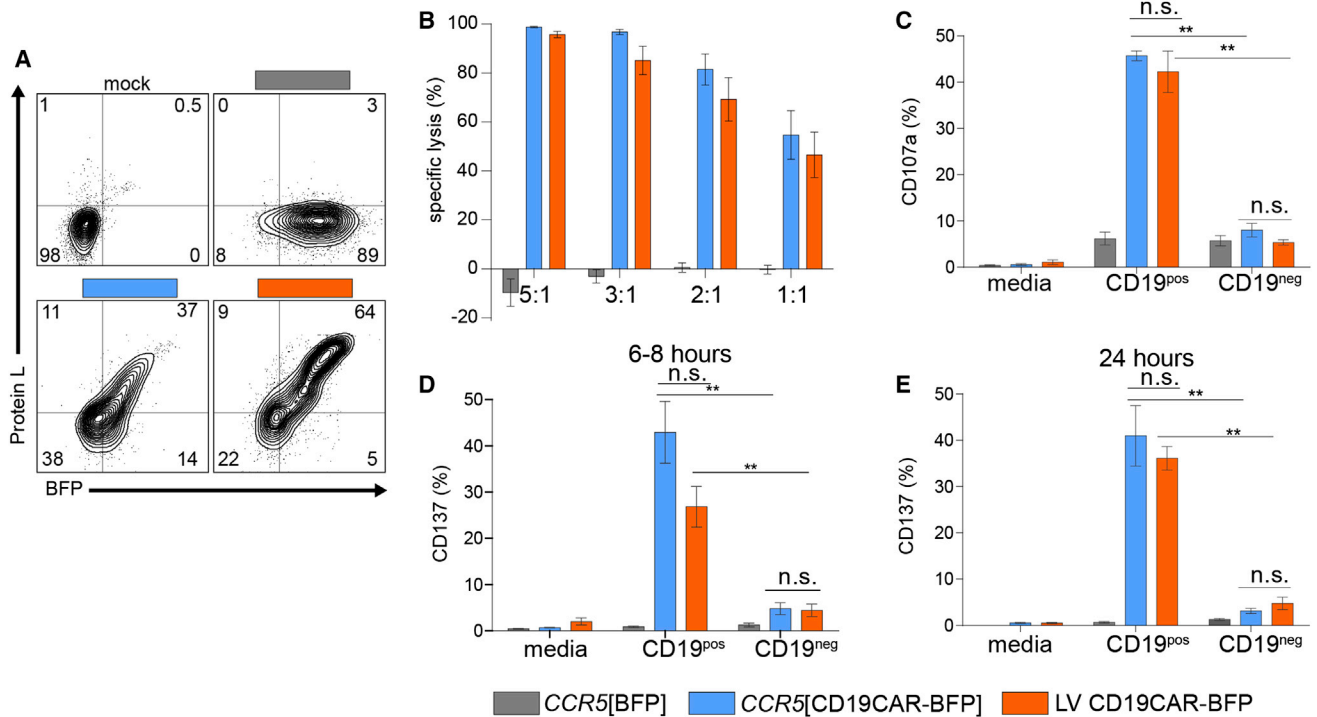 A
mock
1
0.5
98
0
0
3
8
89
11
37
38
14
9
64
22
5
Protein L
BFP
B
specific lysis (%)
100
80
60
40
20
0
-20
5:1
3:1
2:1
1:1
C
CD107a (%)
50
40
30
20
10
0
n.s.
**
**
n.s.
media
CD19pos
CD19neg
D
6-8 hours
CD137 (%)
50
40
30
20
10
0
n.s.
**
**
n.s.
media
CD19pos
CD19neg
E
24 hours
CD137 (%)
50
40
30
20
10
0
n.s.
**
**
n.s.
media
CD19pos
CD19neg
CCR5[BFP]
CCR5[CD19CAR-BFP]
LV CD19CAR-BFP